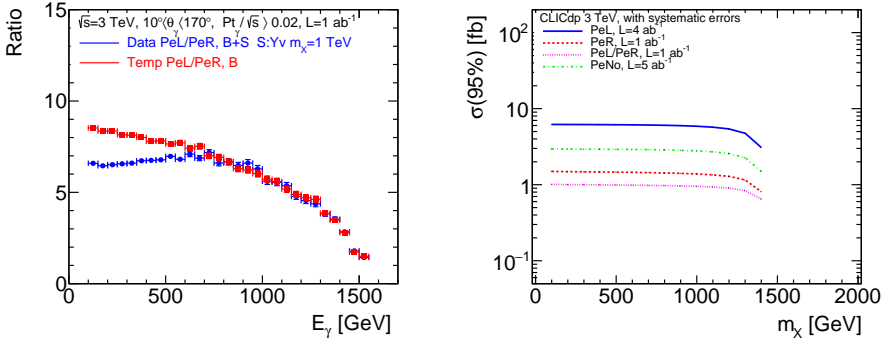 √s=3 TeV, 10°⟨θγ⟨170°, Ptγ/√s⟩ 0.02, L=1 ab⁻¹
Data PeL/PeR, B+S S:Yv mX=1 TeV
Temp PeL/PeR, B
Ratio
15
10
5
0
0 500 1000 1500
Eγ [GeV]
CLICdp 3 TeV, with systematic errors
PeL, L=4 ab⁻¹
PeR, L=1 ab⁻¹
PeL/PeR, L=1 ab⁻¹
PeNo, L=5 ab⁻¹
σ(95%) [fb]
10²
10
1
10⁻¹
0 500 1000 1500 2000
mX [GeV]